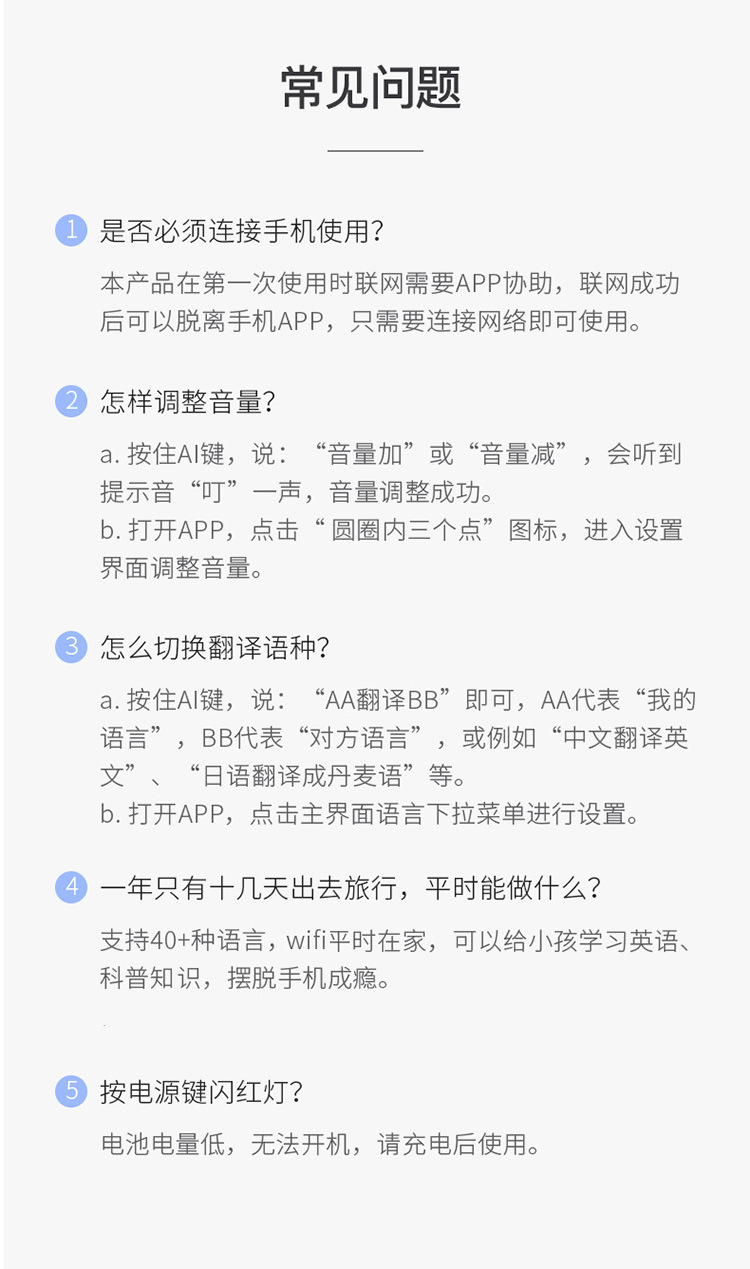 常见问题
1 是否必须连接手机使用？
本产品在第一次使用时联网需要APP协助，联网成功
后可以脱离手机APP，只需要连接网络即可使用。
2 怎样调整音量？
a. 按住AI键，说：“音量加”或“音量减”，会听到
提示音“叮”一声，音量调整成功。
b. 打开APP，点击“圆圈内三个点”图标，进入设置
界面调整音量。
3 怎么切换翻译语种？
a. 按住AI键，说：“AA翻译BB”即可，AA代表“我的
语言”，BB代表“对方语言”，或例如“中文翻译英
文”、“日语翻译成丹麦语”等。
b. 打开APP，点击主界面语言下拉菜单进行设置。
4 一年只有十几天出去旅行，平时能做什么？
支持40+种语言，wifi平时在家，可以给小孩学习英语、
科普知识，摆脱手机成瘾。
5 按电源键闪红灯？
电池电量低，无法开机，请充电后使用。